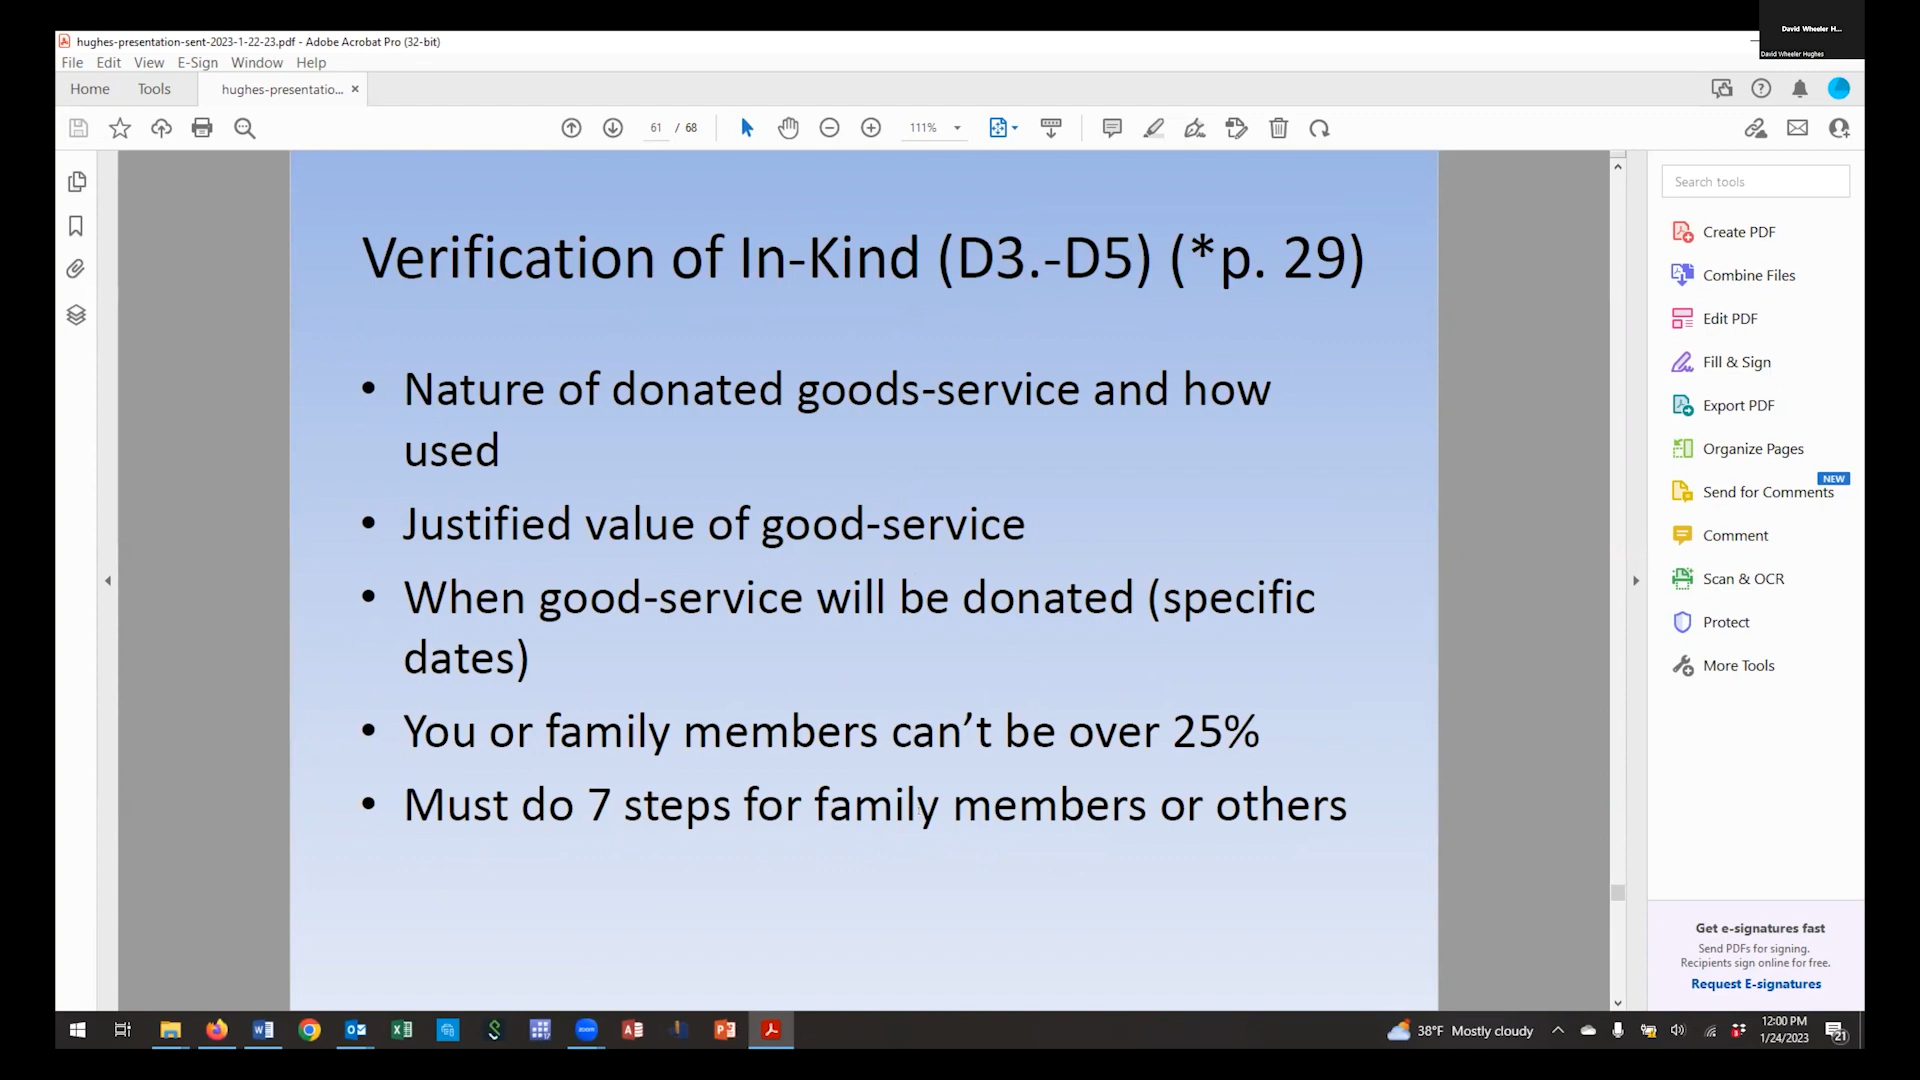 David Wheeler H...
David Wheeler Hughes
hughes-presentation-sent-2023-1-22-23.pdf - Adobe Acrobat Pro (32-bit)
File Edit View E-Sign Window Help
Home Tools hughes-presentatio... ×
61 / 68 111%
Verification of In-Kind (D3.-D5) (*p. 29)
• Nature of donated goods-service and how
used
• Justified value of good-service
• When good-service will be donated (specific
dates)
• You or family members can’t be over 25%
• Must do 7 steps for family members or others
Search tools
Create PDF
Combine Files
Edit PDF
Fill & Sign
Export PDF
Organize Pages
NEW
Send for Comments
Comment
Scan & OCR
Protect
More Tools
Get e-signatures fast
Send PDFs for signing.
Recipients sign online for free.
Request E-signatures
zoom
38°F Mostly cloudy
12:00 PM
1/24/2023
21